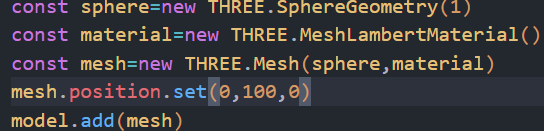 const sphere=new THREE.SphereGeometry(1)
const material=new THREE.MeshLambertMaterial()
const mesh=new THREE.Mesh(sphere,material)
mesh.position.set(0,100,0)
model.add(mesh)